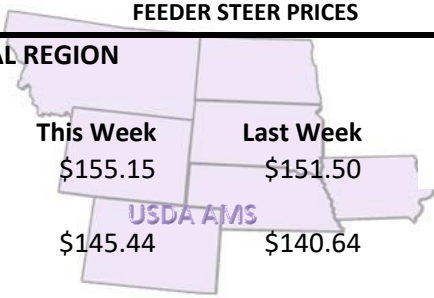 FEEDER STEER PRICES
AL REGION
This Week Last Week
$155.15 $151.50
USDA AMS
$145.44 $140.64